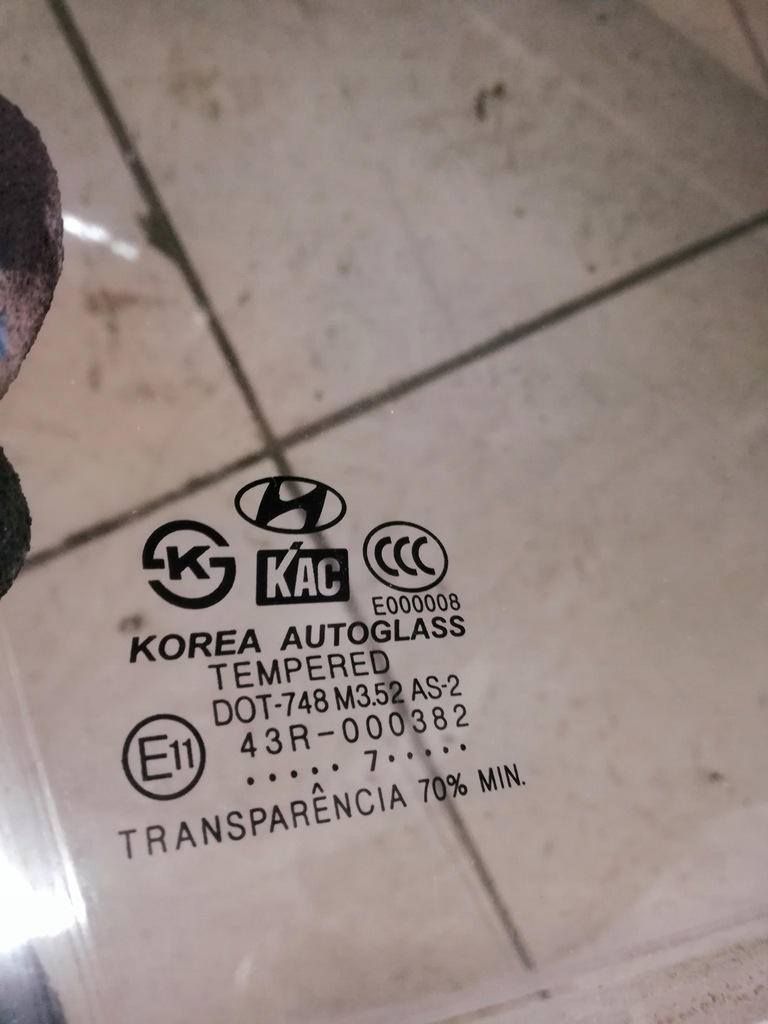 K
KAC
CCC
E000008
KOREA AUTOGLASS
TEMPERED
DOT-748 M3.52 AS-2
E11
43R-000382
.....7.....
TRANSPARÊNCIA 70% MIN.